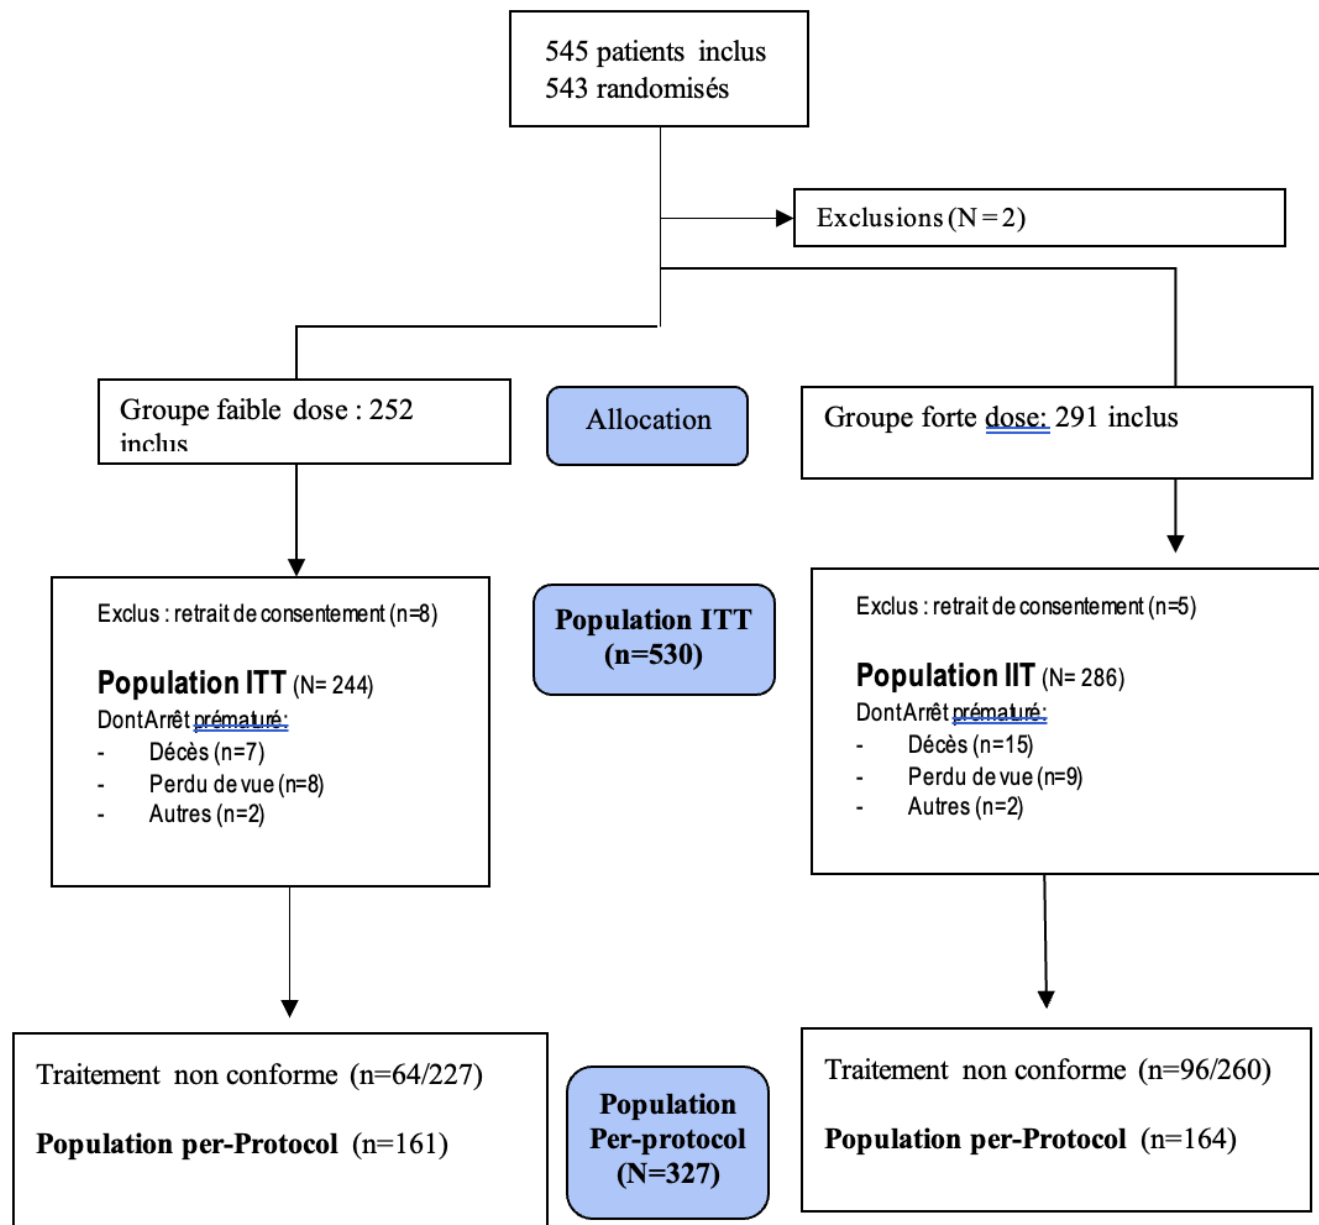 545 patients inclus
543 randomisés
Exclusions (N = 2)
Groupe faible dose : 252
inclus
Allocation
Groupe forte dose: 291 inclus
Exclus : retrait de consentement (n=8)
Population ITT (N= 244)
Dont Arrêt prématuré:
- Décès (n=7)
- Perdu de vue (n=8)
- Autres (n=2)
Population ITT
(n=530)
Exclus : retrait de consentement (n=5)
Population IIT (N= 286)
Dont Arrêt prématuré:
- Décès (n=15)
- Perdu de vue (n=9)
- Autres (n=2)
Traitement non conforme (n=64/227)
Population per-Protocol (n=161)
Population
Per-protocol
(N=327)
Traitement non conforme (n=96/260)
Population per-Protocol (n=164)